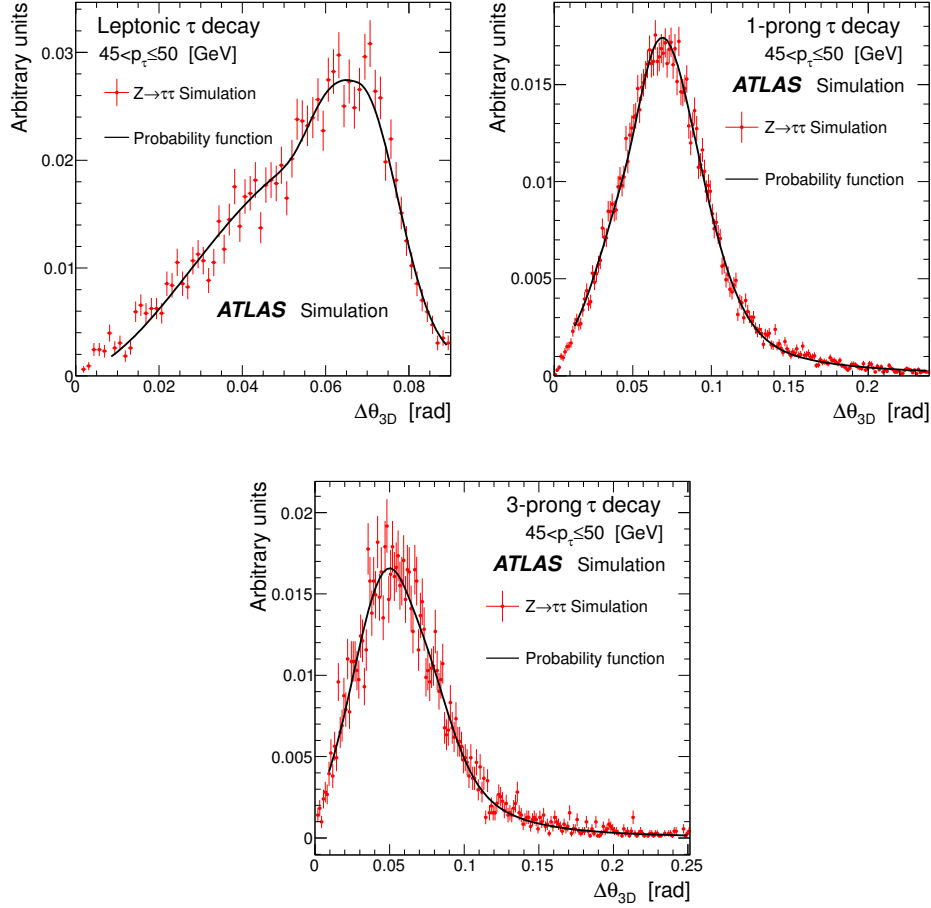 Arbitrary units
Leptonic τ decay
45<pτ≤50 [GeV]
Z→ττ Simulation
Probability function
ATLAS Simulation
0.03
0.02
0.01
0
0 0.02 0.04 0.06 0.08
Δθ3D [rad]
Arbitrary units
1-prong τ decay
45<pτ≤50 [GeV]
ATLAS Simulation
Z→ττ Simulation
Probability function
0.015
0.01
0.005
0
0 0.05 0.1 0.15 0.2
Δθ3D [rad]
Arbitrary units
3-prong τ decay
45<pτ≤50 [GeV]
ATLAS Simulation
Z→ττ Simulation
Probability function
0.02
0.015
0.01
0.005
0
0 0.05 0.10 0.15 0.20 0.25
Δθ3D [rad]